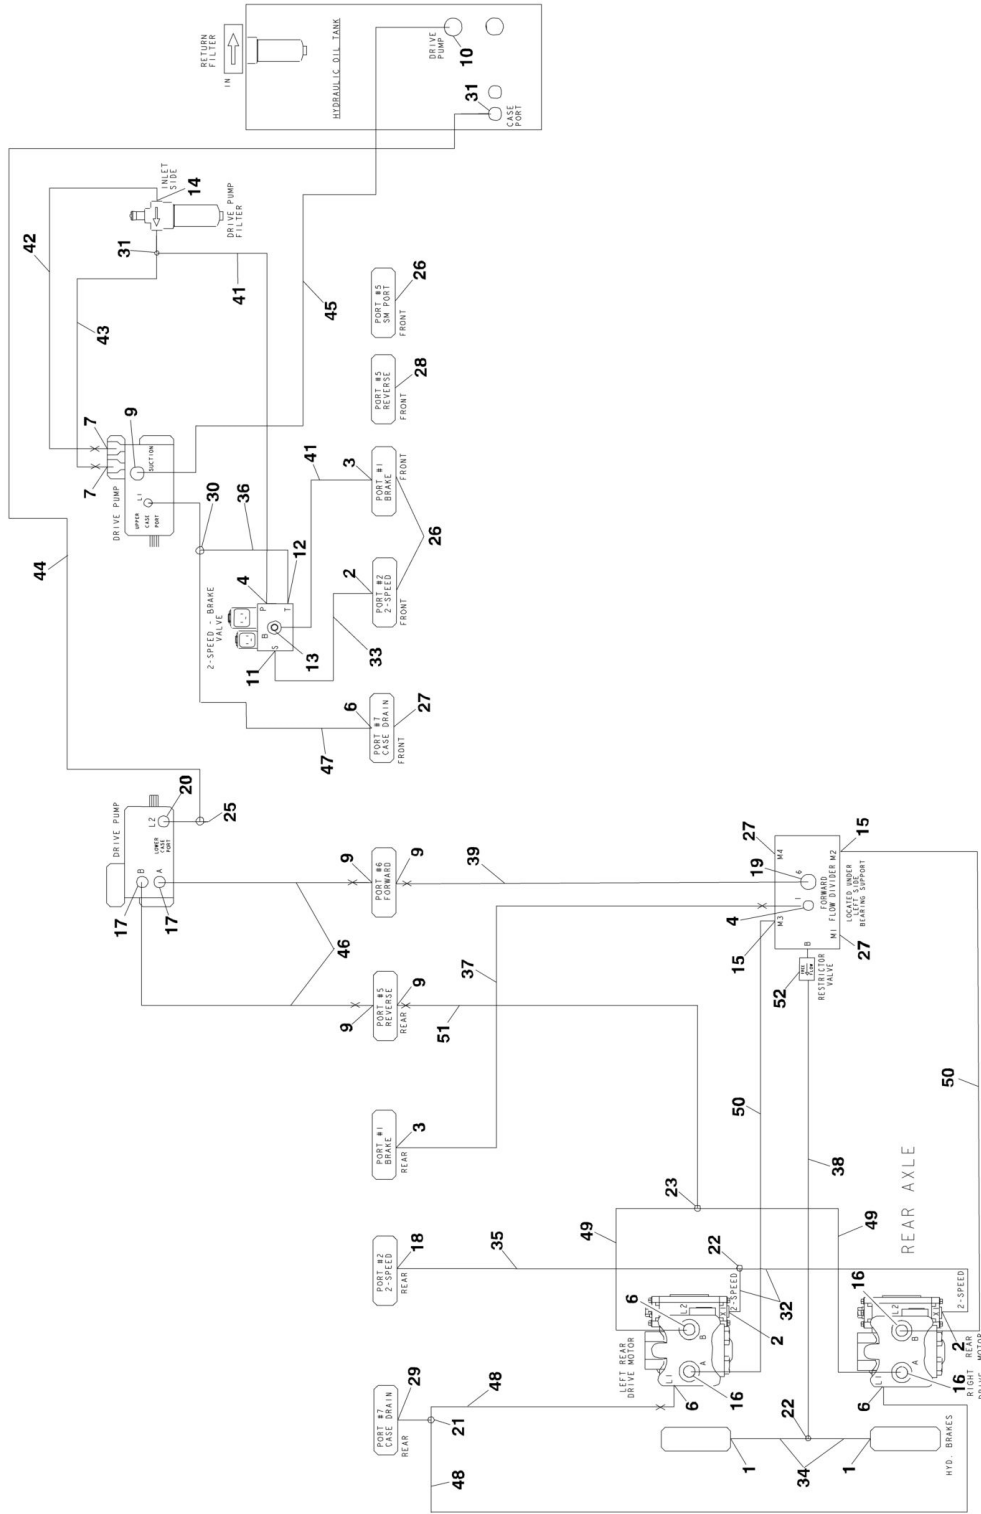 RETURN
FILTER
IN
HYDRAULIC OIL TANK
DRIVE
PUMP
10
31
CASE
PORT
INLET
SIDE
14
DRIVE PUMP
FILTER
42
31
41
43
45
PORT #5
SM PORT
FRONT
26
PORT #5
REVERSE
FRONT
28
7
7
9
DRIVE PUMP
SUCTION
L1
UPPER
CASE
PORT
30
36
41
3
PORT #1
BRAKE
FRONT
44
2-SPEED - BRAKE
VALVE
4
12
P
T
B
S
13
11
33
2
PORT #2
2-SPEED
FRONT
26
6
PORT #7
CASE DRAIN
FRONT
27
47
DRIVE PUMP
20
25
L2
LOWER
CASE
PORT
B
A
17
17
46
9
PORT #6
FORWARD
9
39
9
PORT #5
REVERSE
REAR
9
51
37
27
15
19
M4
6
M2
1
FORWARD
FLOW DIVIDER
LOCATED UNDER
LEFT SIDE
BEARING SUPPORT
4
M3
M1
15
27
B
52
FREE
FLOW
RESTRICTOR
VALVE
50
50
38
PORT #1
BRAKE
REAR
3
23
49
49
REAR AXLE
PORT #2
2-SPEED
REAR
18
35
22
2-SPEED
32
2-SPEED
LEFT REAR
DRIVE MOTOR
6
L2
X
2
B
A
L1
16
6
16
L2
X
2
B
A
L1
16
6
RIGHT REAR
MOTOR
PORT #7
CASE DRAIN
REAR
29
21
48
48
22
1
34
1
HYD. BRAKES